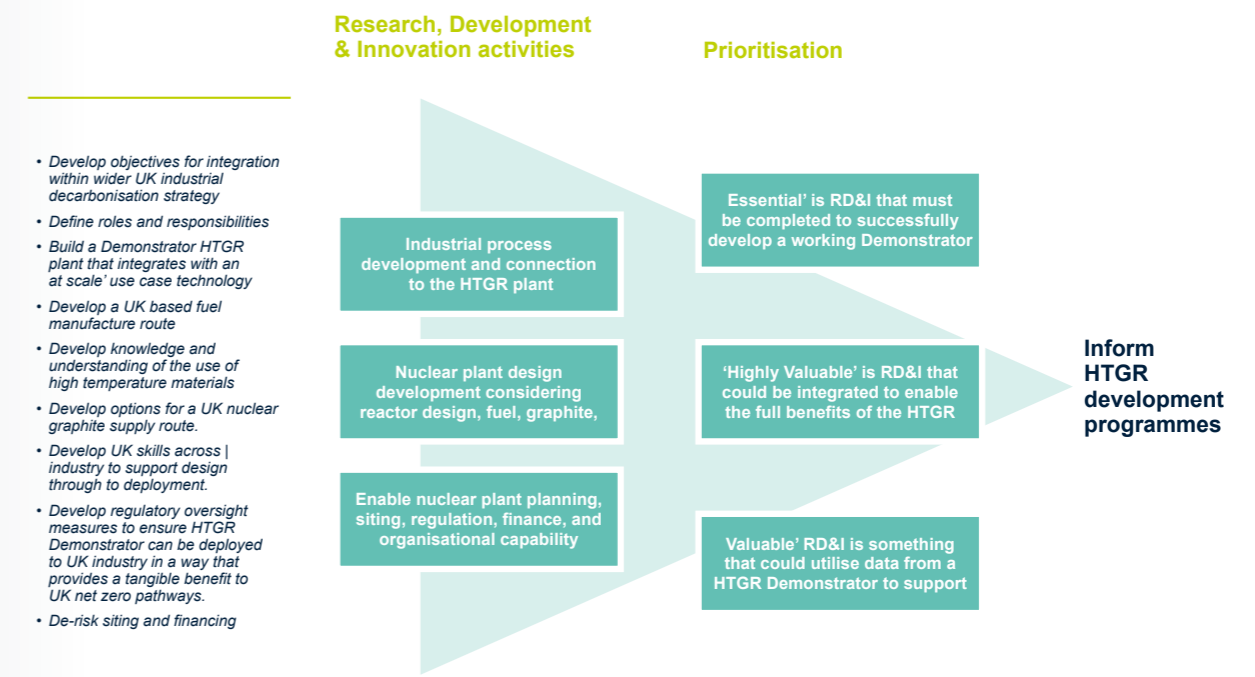 Research, Development
& Innovation activities
Prioritisation
• Develop objectives for integration
within wider UK industrial
decarbonisation strategy
• Define roles and responsibilities
• Build a Demonstrator HTGR
plant that integrates with an
at scale’ use case technology
• Develop a UK based fuel
manufacture route
• Develop knowledge and
understanding of the use of
high temperature materials
• Develop options for a UK nuclear
graphite supply route.
• Develop UK skills across |
industry to support design
through to deployment.
• Develop regulatory oversight
measures to ensure HTGR
Demonstrator can be deployed
to UK industry in a way that
provides a tangible benefit to
UK net zero pathways.
• De-risk siting and financing
Industrial process
development and connection
to the HTGR plant
Nuclear plant design
development considering
reactor design, fuel, graphite,
Enable nuclear plant planning,
siting, regulation, finance, and
organisational capability
Essential’ is RD&I that must
be completed to successfully
develop a working Demonstrator
‘Highly Valuable’ is RD&I that
could be integrated to enable
the full benefits of the HTGR
Valuable’ RD&I is something
that could utilise data from a
HTGR Demonstrator to support
Inform
HTGR
development
programmes